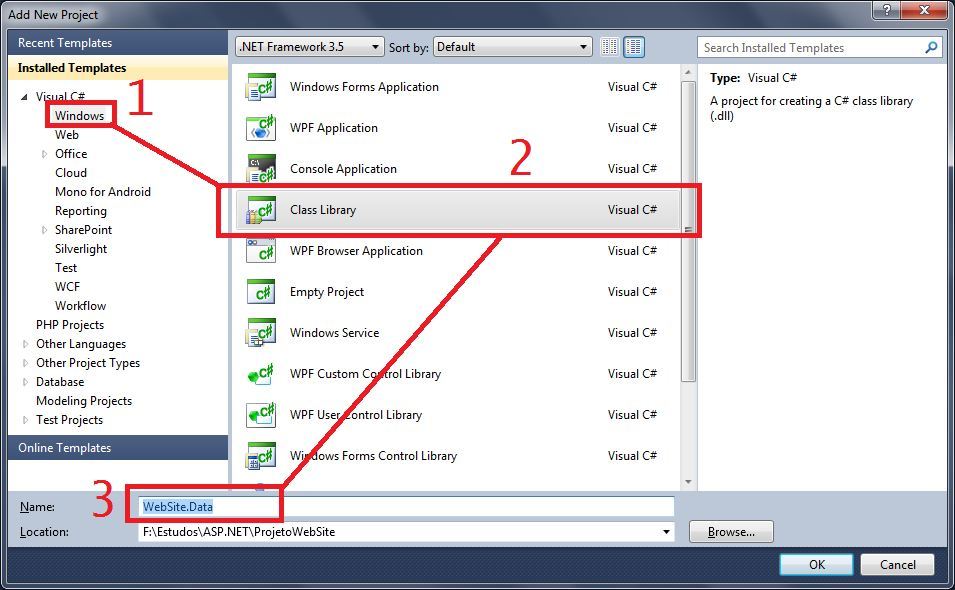 Add New Project
Recent Templates
Installed Templates
Visual C#
Windows
Web
Office
Cloud
Mono for Android
Reporting
SharePoint
Silverlight
Test
WCF
Workflow
PHP Projects
Other Languages
Other Project Types
Database
Modeling Projects
Test Projects
Online Templates
1
.NET Framework 3.5 Sort by: Default
Windows Forms Application Visual C#
WPF Application Visual C#
Console Application Visual C#
2
Class Library Visual C#
WPF Browser Application Visual C#
Empty Project Visual C#
Windows Service Visual C#
WPF Custom Control Library Visual C#
WPF User Control Library Visual C#
Windows Forms Control Library Visual C#
Search Installed Templates
Type: Visual C#
A project for creating a C# class library
(.dll)
3
Name: WebSite.Data
Location: F:\Estudos\ASP.NET\ProjetoWebSite
Browse...
OK Cancel